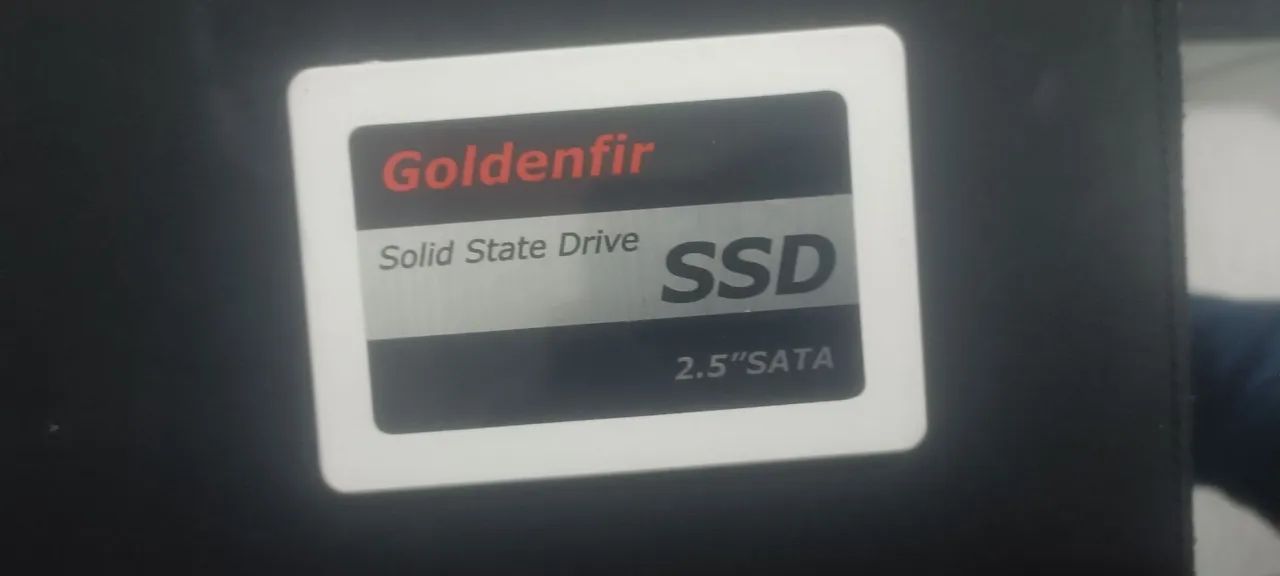 Goldenfir
Solid State Drive
SSD
2.5"SATA